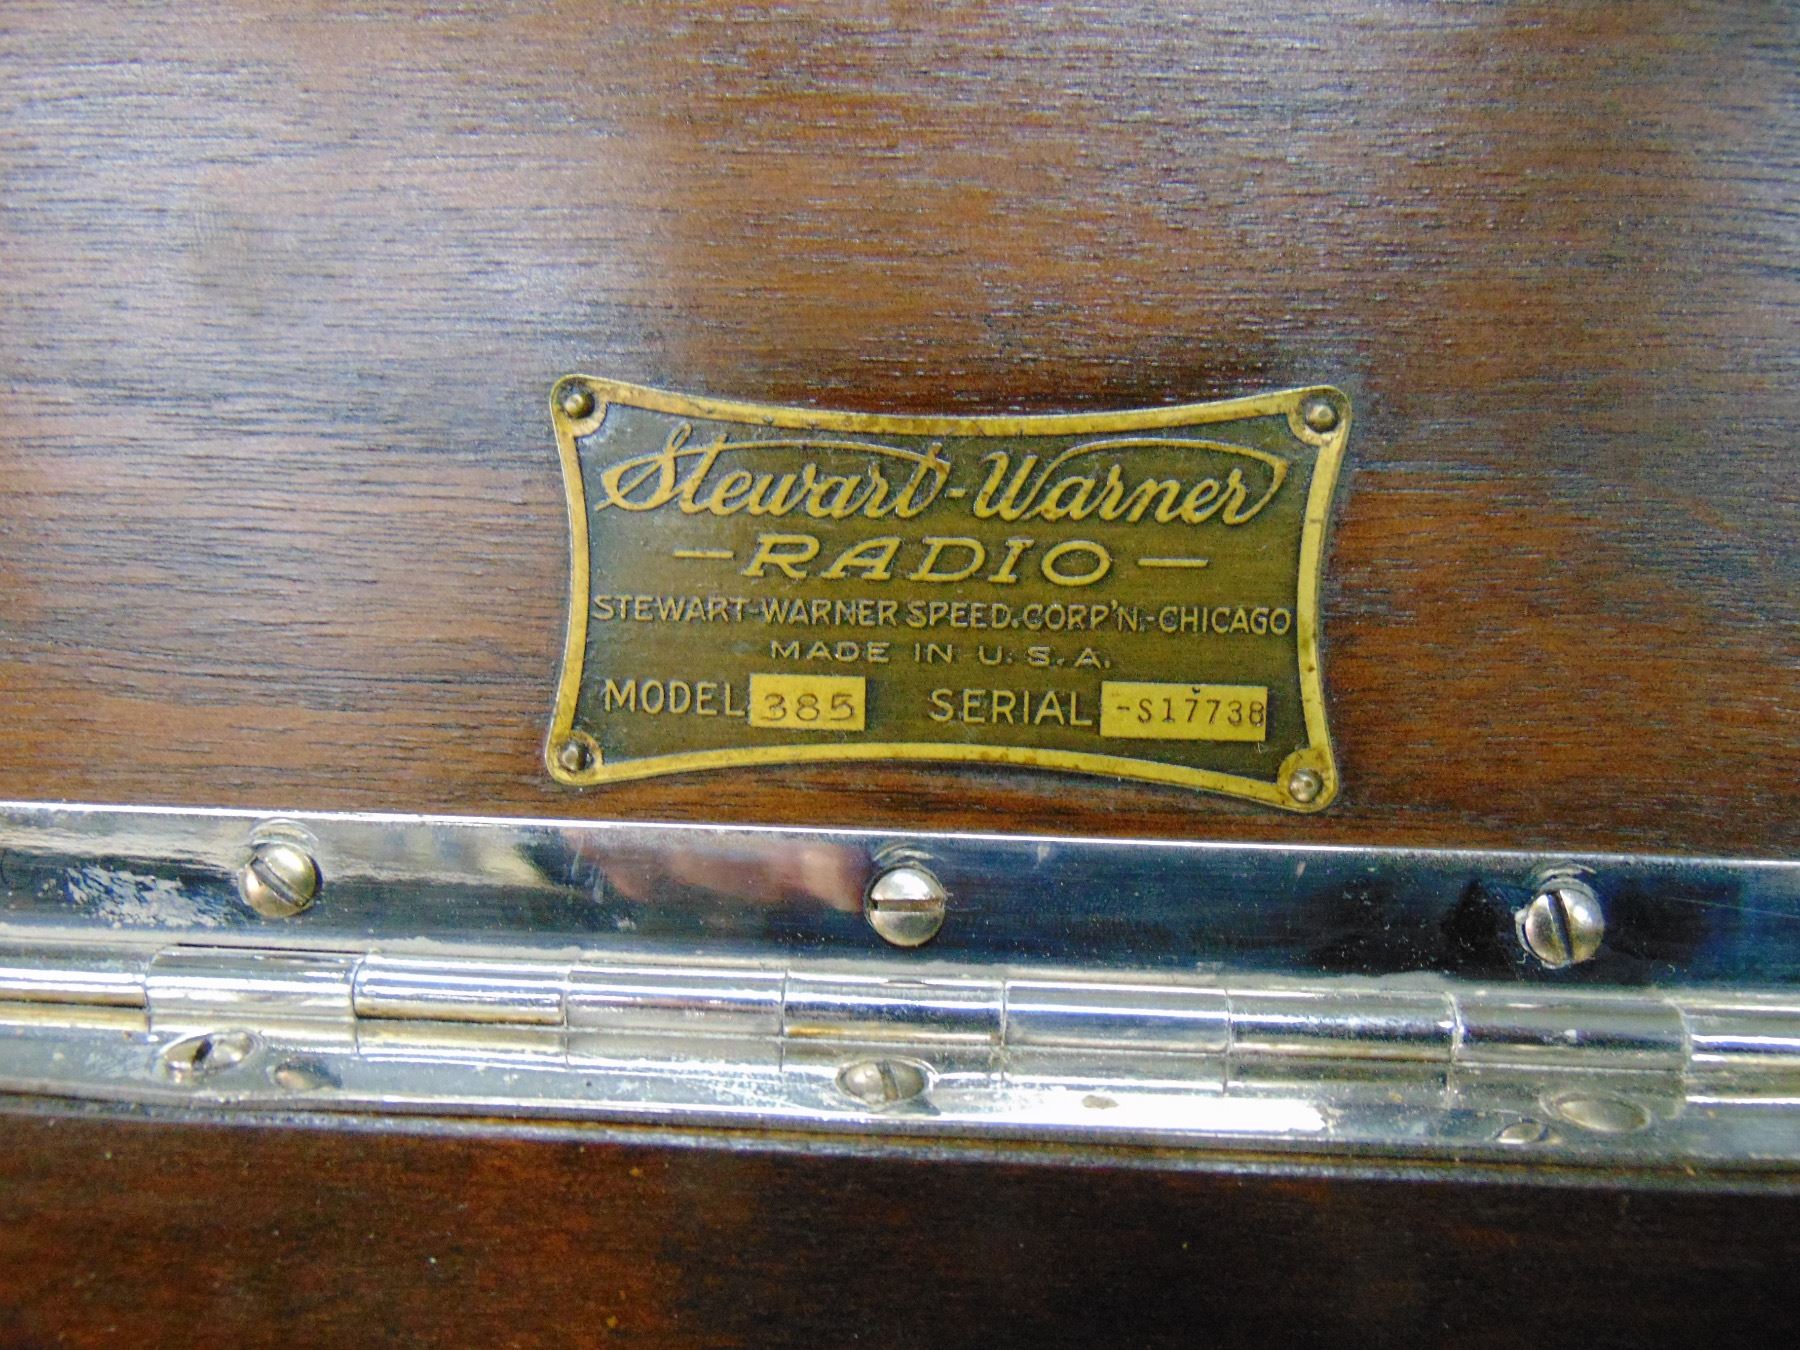 Stewart-Warner
-RADIO-
STEWART-WARNER SPEED. CORP'N.-CHICAGO
MADE IN U.S.A.
MODEL 385 SERIAL -S17738